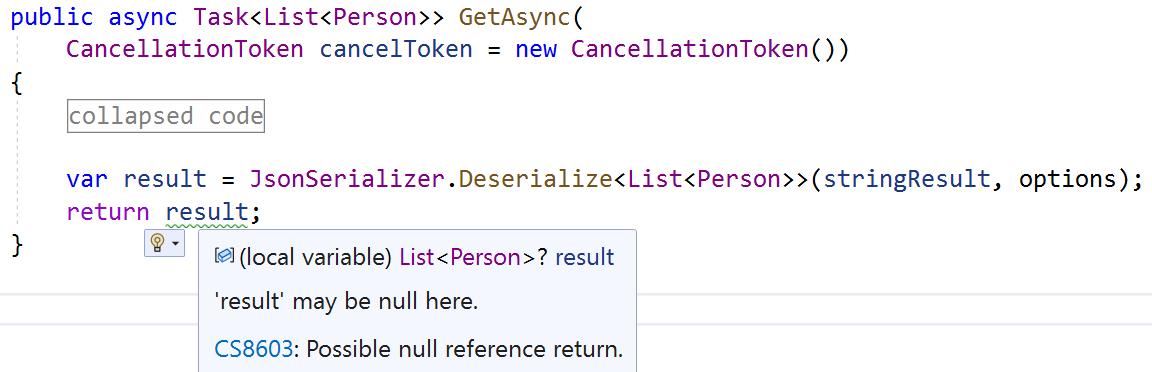 public async Task<List<Person>> GetAsync(
CancellationToken cancelToken = new CancellationToken())
{
collapsed code
var result = JsonSerializer.Deserialize<List<Person>>(stringResult, options);
return result;
}
(local variable) List<Person>? result
'result' may be null here.
CS8603: Possible null reference return.